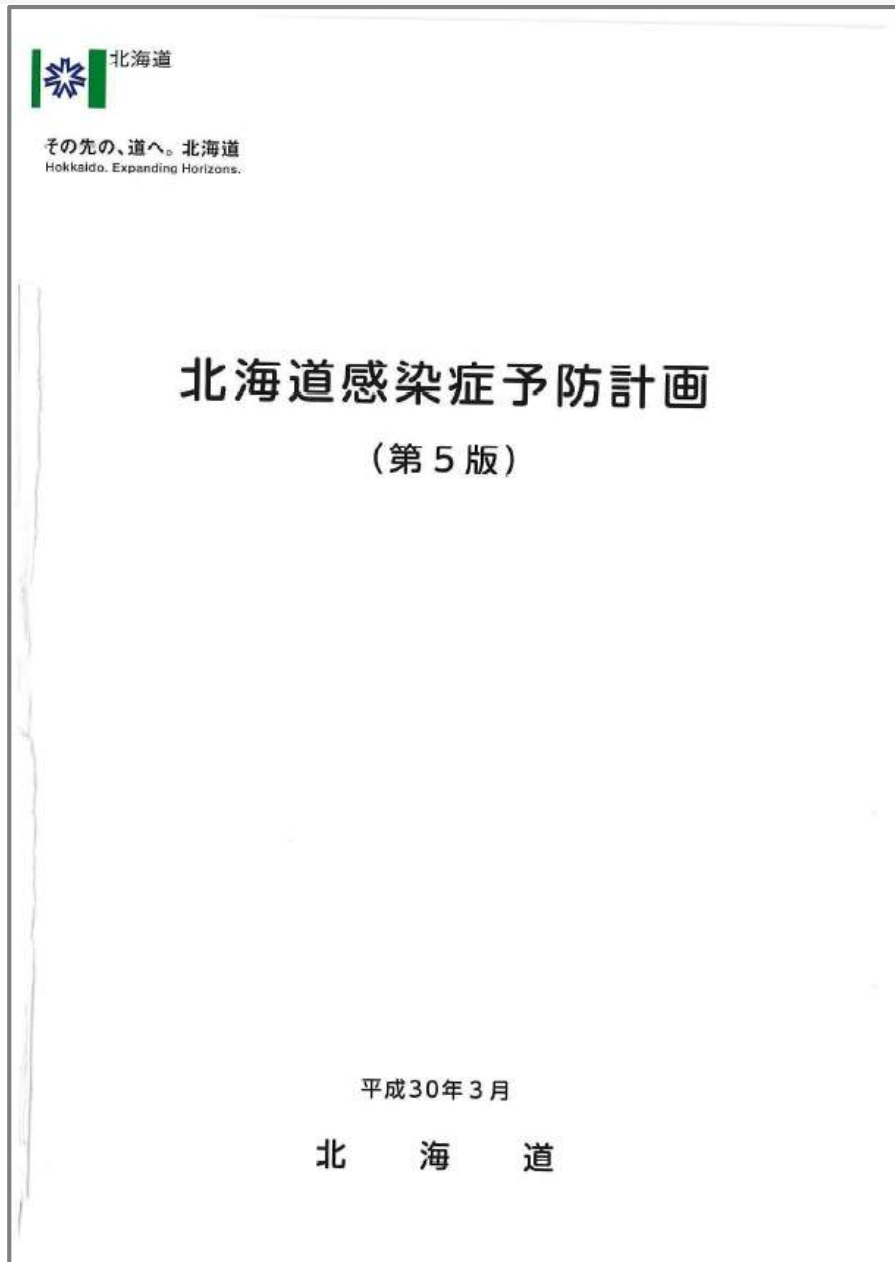 北海道
その先の、道へ。北海道
Hokkaido. Expanding Horizons.
北海道感染症予防計画
（第５版）
平成30年３月
北　海　道